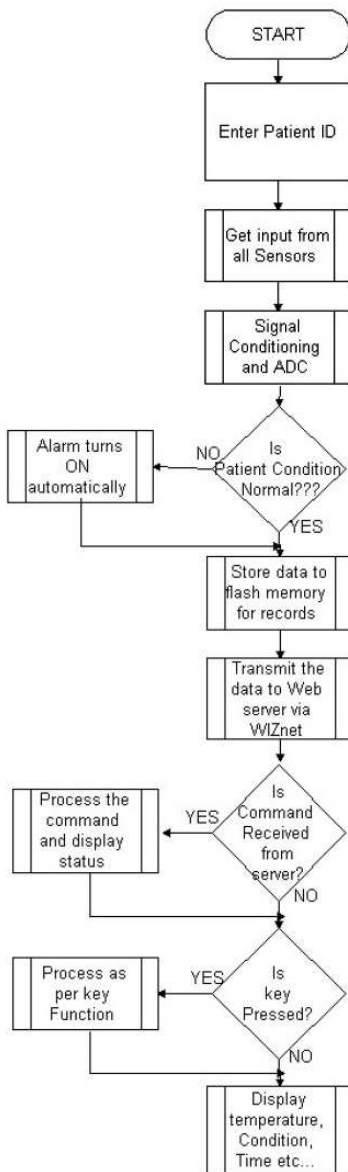 START
Enter Patient ID
Get input from
all Sensors
Signal
Conditioning
and ADC
Is
Patient Condition
Normal???
NO
Alarm turns
ON
automatically
YES
Store data to
flash memory
for records
Transmit the
data to Web
server via
WIZnet
Is
Command
Received
from
server?
YES
Process the
command
and display
status
NO
Is
key
Pressed?
YES
Process as
per key
Function
NO
Display
temperature,
Condition,
Time etc...